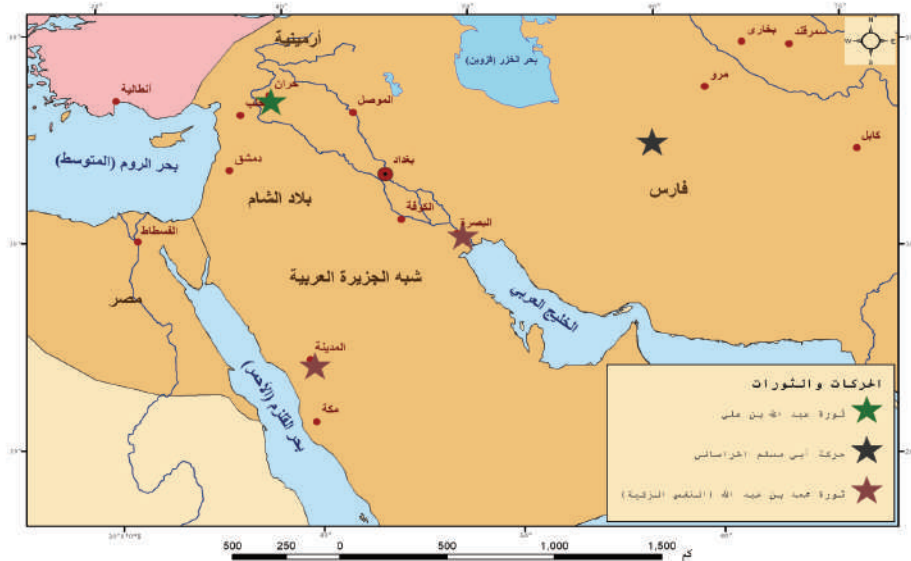 أرمينية
بحر الخزر (قزوين)
بخارى
سمرقند
مرو
كابل
أنطالية
حران
حلب
الموصل
دمشق
بغداد
بحر الروم (المتوسط)
بلاد الشام
الكوفة
البصرة
فارس
الفسطاط
مصر
شبه الجزيرة العربية
الخليج العربي
المدينة
مكة
بحر القلزم (الأحمر)
الحركات والثورات
ثورة عبد الله بن علي
حركة أبي مسلم الخراساني
ثورة محمد بن عبد الله (النفس الزكية)
N
W
E
S
500 250 0 500 1,000 1,500
كم